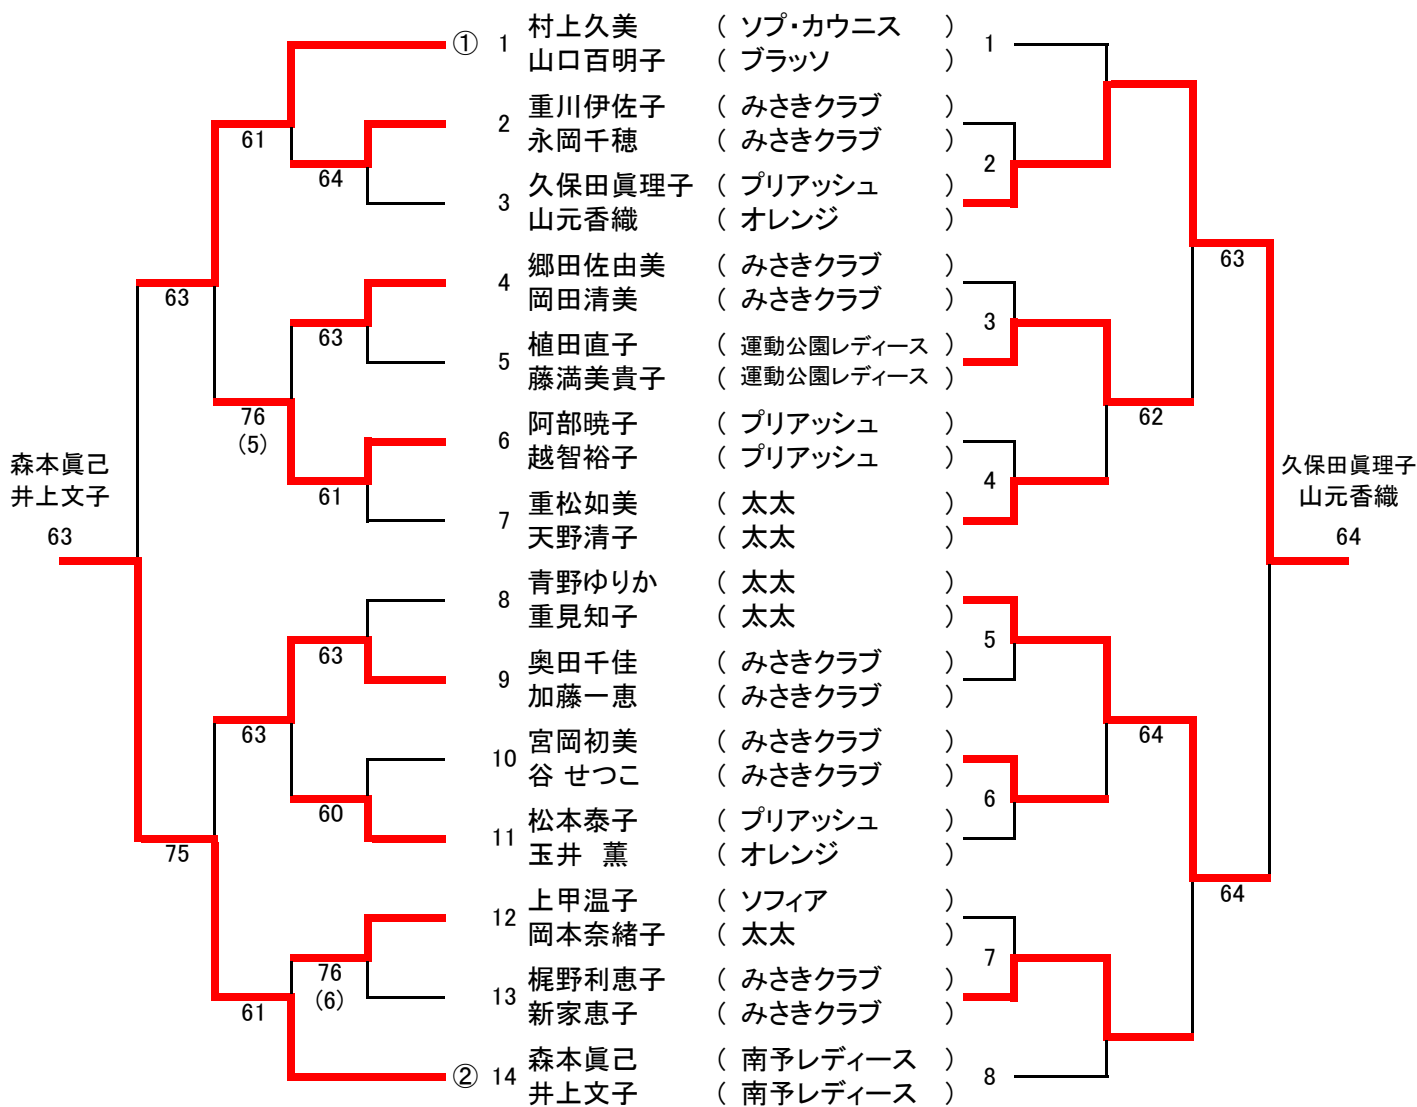 ① 1 村上久美 ( ソプ・カウニス ) 1
山口百明子 ( ブラッソ )
2 重川伊佐子 ( みさきクラブ )
61 永岡千穂 ( みさきクラブ )
64 2
3 久保田眞理子 ( プリアッシュ )
山元香織 ( オレンジ )
4 郷田佐由美 ( みさきクラブ ) 63
63 岡田清美 ( みさきクラブ )
63 3
5 植田直子 ( 運動公園レディース )
藤満美貴子 ( 運動公園レディース )
76 62
(5)
6 阿部暁子 ( プリアッシュ )
越智裕子 ( プリアッシュ )
森本眞己 久保田眞理子
井上文子 山元香織
61 4
7 重松如美 ( 太太 )
天野清子 ( 太太 )
63 64
8 青野ゆりか ( 太太 )
重見知子 ( 太太 )
63 5
9 奥田千佳 ( みさきクラブ )
加藤一恵 ( みさきクラブ )
63 64
10 宮岡初美 ( みさきクラブ )
谷 せつこ ( みさきクラブ )
60 6
11 松本泰子 ( プリアッシュ )
75 玉井 薫 ( オレンジ )
64
12 上甲温子 ( ソフィア )
岡本奈緒子 ( 太太 )
76 7
(6)
13 梶野利恵子 ( みさきクラブ )
61 新家恵子 ( みさきクラブ )
② 14 森本眞己 ( 南予レディース ) 8
井上文子 ( 南予レディース )